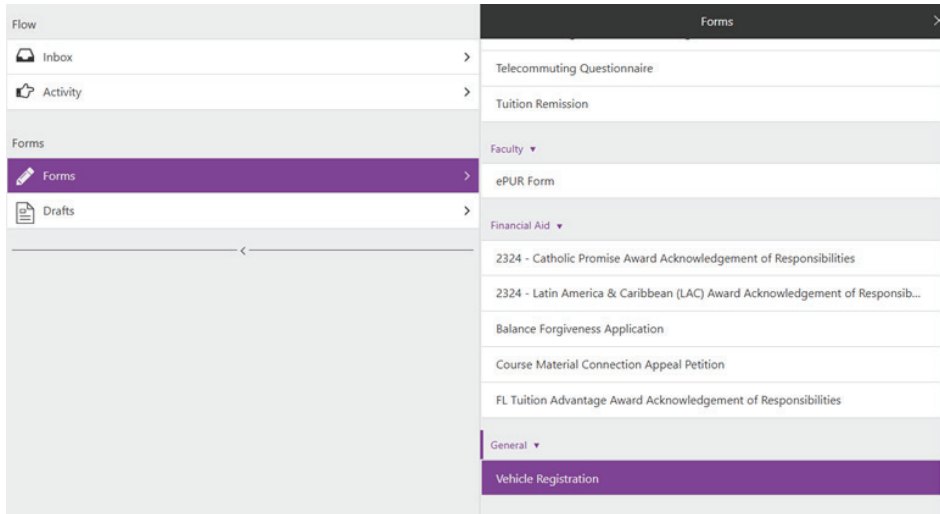 Flow
Inbox
Activity
Forms
Forms
Drafts
Forms
Telecommuting Questionnaire
Tuition Remission
Faculty
ePUR Form
Financial Aid
2324 - Catholic Promise Award Acknowledgement of Responsibilities
2324 - Latin America & Caribbean (LAC) Award Acknowledgement of Responsib...
Balance Forgiveness Application
Course Material Connection Appeal Petition
FL Tuition Advantage Award Acknowledgement of Responsibilities
General
Vehicle Registration